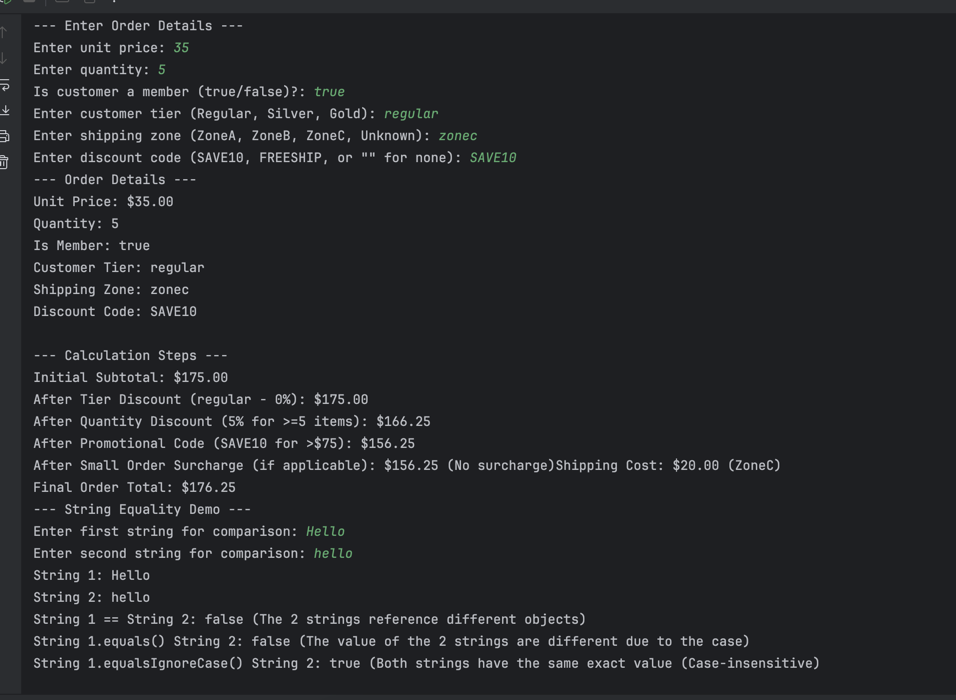 --- Enter Order Details ---
Enter unit price: 35
Enter quantity: 5
Is customer a member (true/false)?: true
Enter customer tier (Regular, Silver, Gold): regular
Enter shipping zone (ZoneA, ZoneB, ZoneC, Unknown): zonec
Enter discount code (SAVE10, FREESHIP, or "" for none): SAVE10
--- Order Details ---
Unit Price: $35.00
Quantity: 5
Is Member: true
Customer Tier: regular
Shipping Zone: zonec
Discount Code: SAVE10
--- Calculation Steps ---
Initial Subtotal: $175.00
After Tier Discount (regular - 0%): $175.00
After Quantity Discount (5% for >=5 items): $166.25
After Promotional Code (SAVE10 for >$75): $156.25
After Small Order Surcharge (if applicable): $156.25 (No surcharge)Shipping Cost: $20.00 (ZoneC)
Final Order Total: $176.25
--- String Equality Demo ---
Enter first string for comparison: Hello
Enter second string for comparison: hello
String 1: Hello
String 2: hello
String 1 == String 2: false (The 2 strings reference different objects)
String 1.equals() String 2: false (The value of the 2 strings are different due to the case)
String 1.equalsIgnoreCase() String 2: true (Both strings have the same exact value (Case-insensitive)